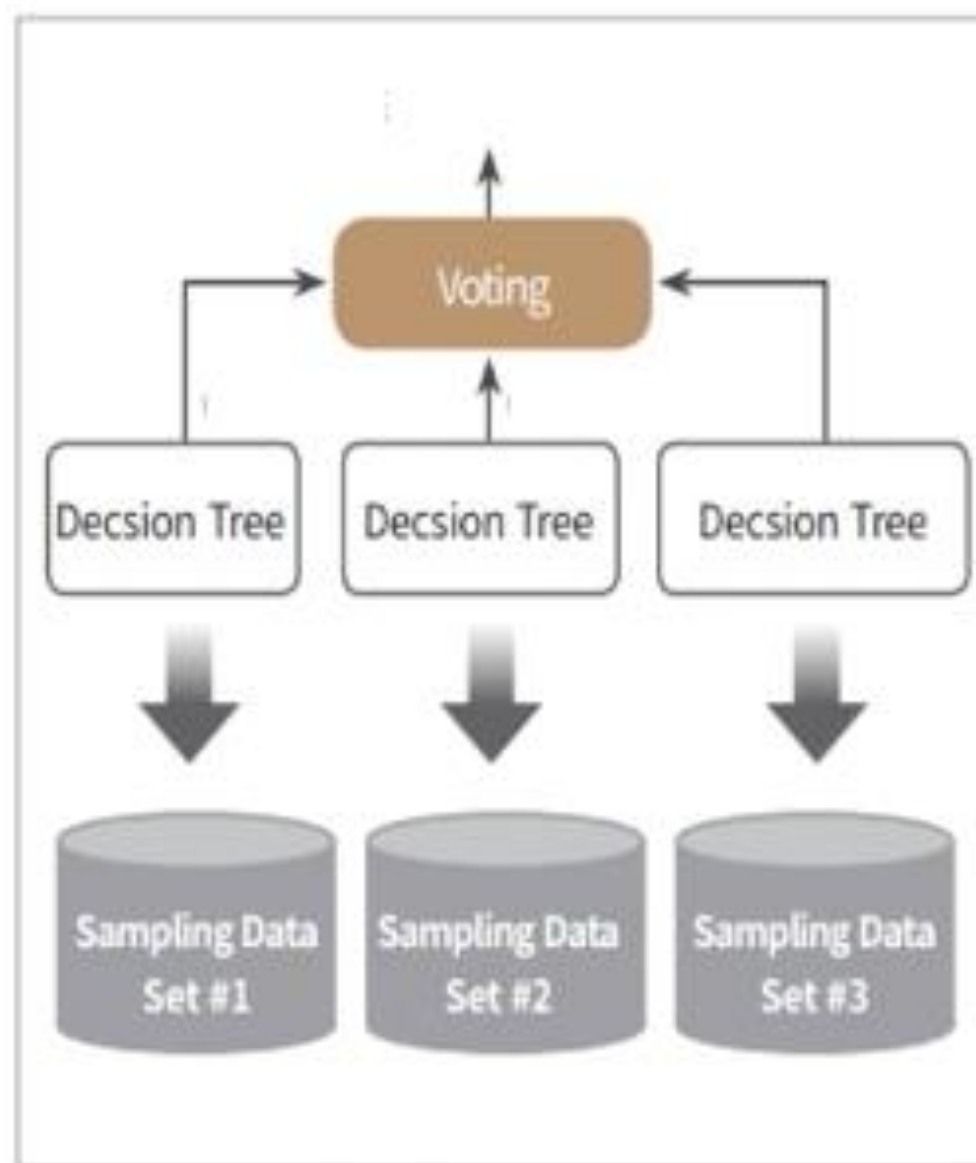 Voting
Decsion Tree
Decsion Tree
Decsion Tree
Sampling Data
Set #1
Sampling Data
Set #2
Sampling Data
Set #3